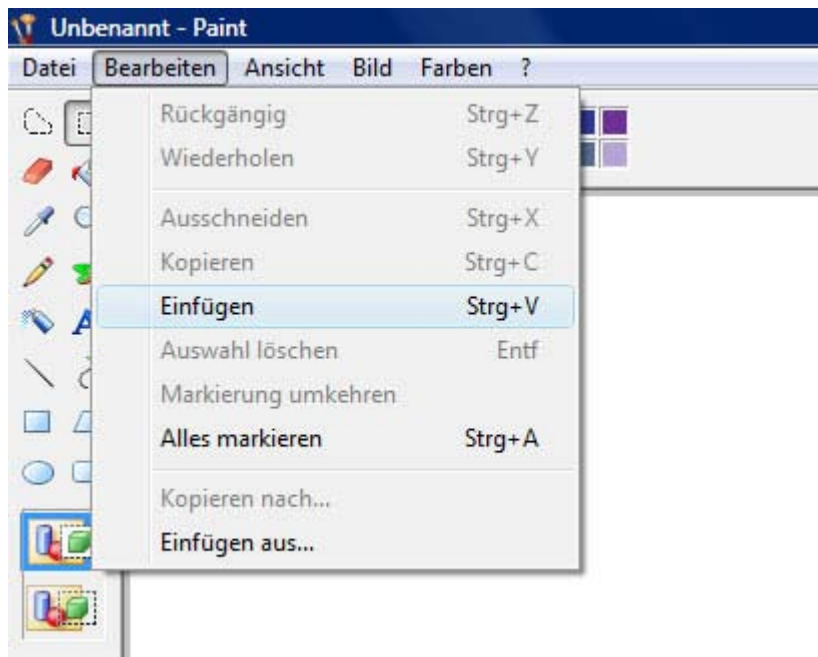 Unbenannt - Paint
Datei Bearbeiten Ansicht Bild Farben ?
Rückgängig Strg+Z
Wiederholen Strg+Y
Ausschneiden Strg+X
Kopieren Strg+C
Einfügen Strg+V
Auswahl löschen Entf
Markierung umkehren
Alles markieren Strg+A
Kopieren nach...
Einfügen aus...